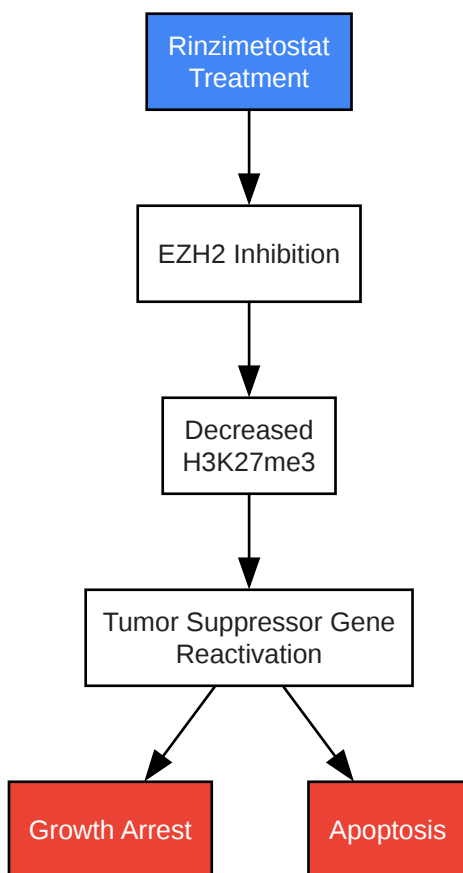 Rinzimetostat
Treatment
EZH2 Inhibition
Decreased
H3K27me3
Tumor Suppressor Gene
Reactivation
Growth Arrest
Apoptosis